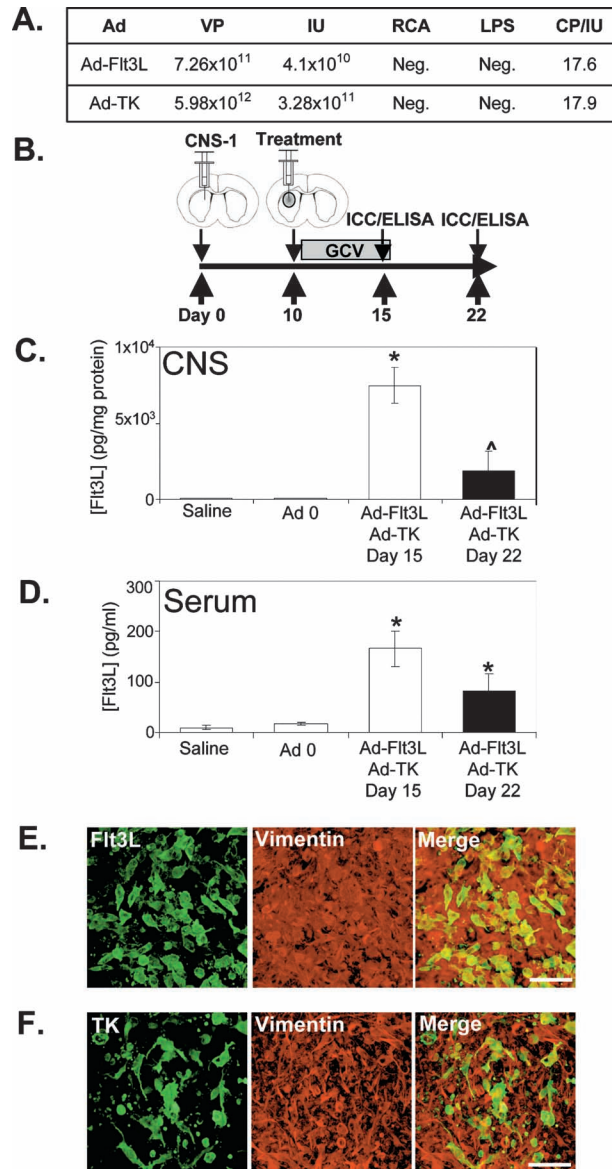 A.
Ad VP IU RCA LPS CP/IU
Ad-Flt3L 7.26x10¹¹ 4.1x10¹⁰ Neg. Neg. 17.6
Ad-TK 5.98x10¹² 3.28x10¹¹ Neg. Neg. 17.9
B.
CNS-1 Treatment
ICC/ELISA ICC/ELISA
GCV
Day 0 10 15 22
C.
CNS
[Flt3L] (pg/mg protein)
1x10⁴
5x10³
0
*
^
Saline Ad 0 Ad-Flt3L Ad-Flt3L
Ad-TK Ad-TK
Day 15 Day 22
D.
Serum
[Flt3L] (pg/ml)
300
200
100
0
*
*
Saline Ad 0 Ad-Flt3L Ad-Flt3L
Ad-TK Ad-TK
Day 15 Day 22
E.
Flt3L Vimentin Merge
F.
TK Vimentin Merge